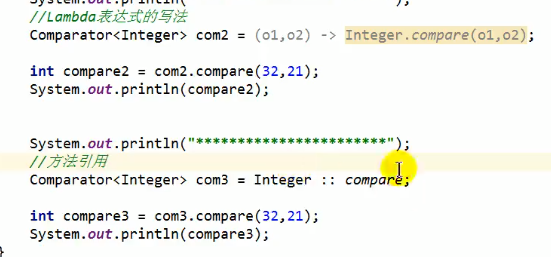 System.out.println("***********************");
//Lambda表达式的写法
Comparator<Integer> com2 = (o1,o2) -> Integer.compare(o1,o2);
int compare2 = com2.compare(32,21);
System.out.println(compare2);
System.out.println("***********************");
//方法引用
Comparator<Integer> com3 = Integer :: compare;
int compare3 = com3.compare(32,21);
System.out.println(compare3);
}